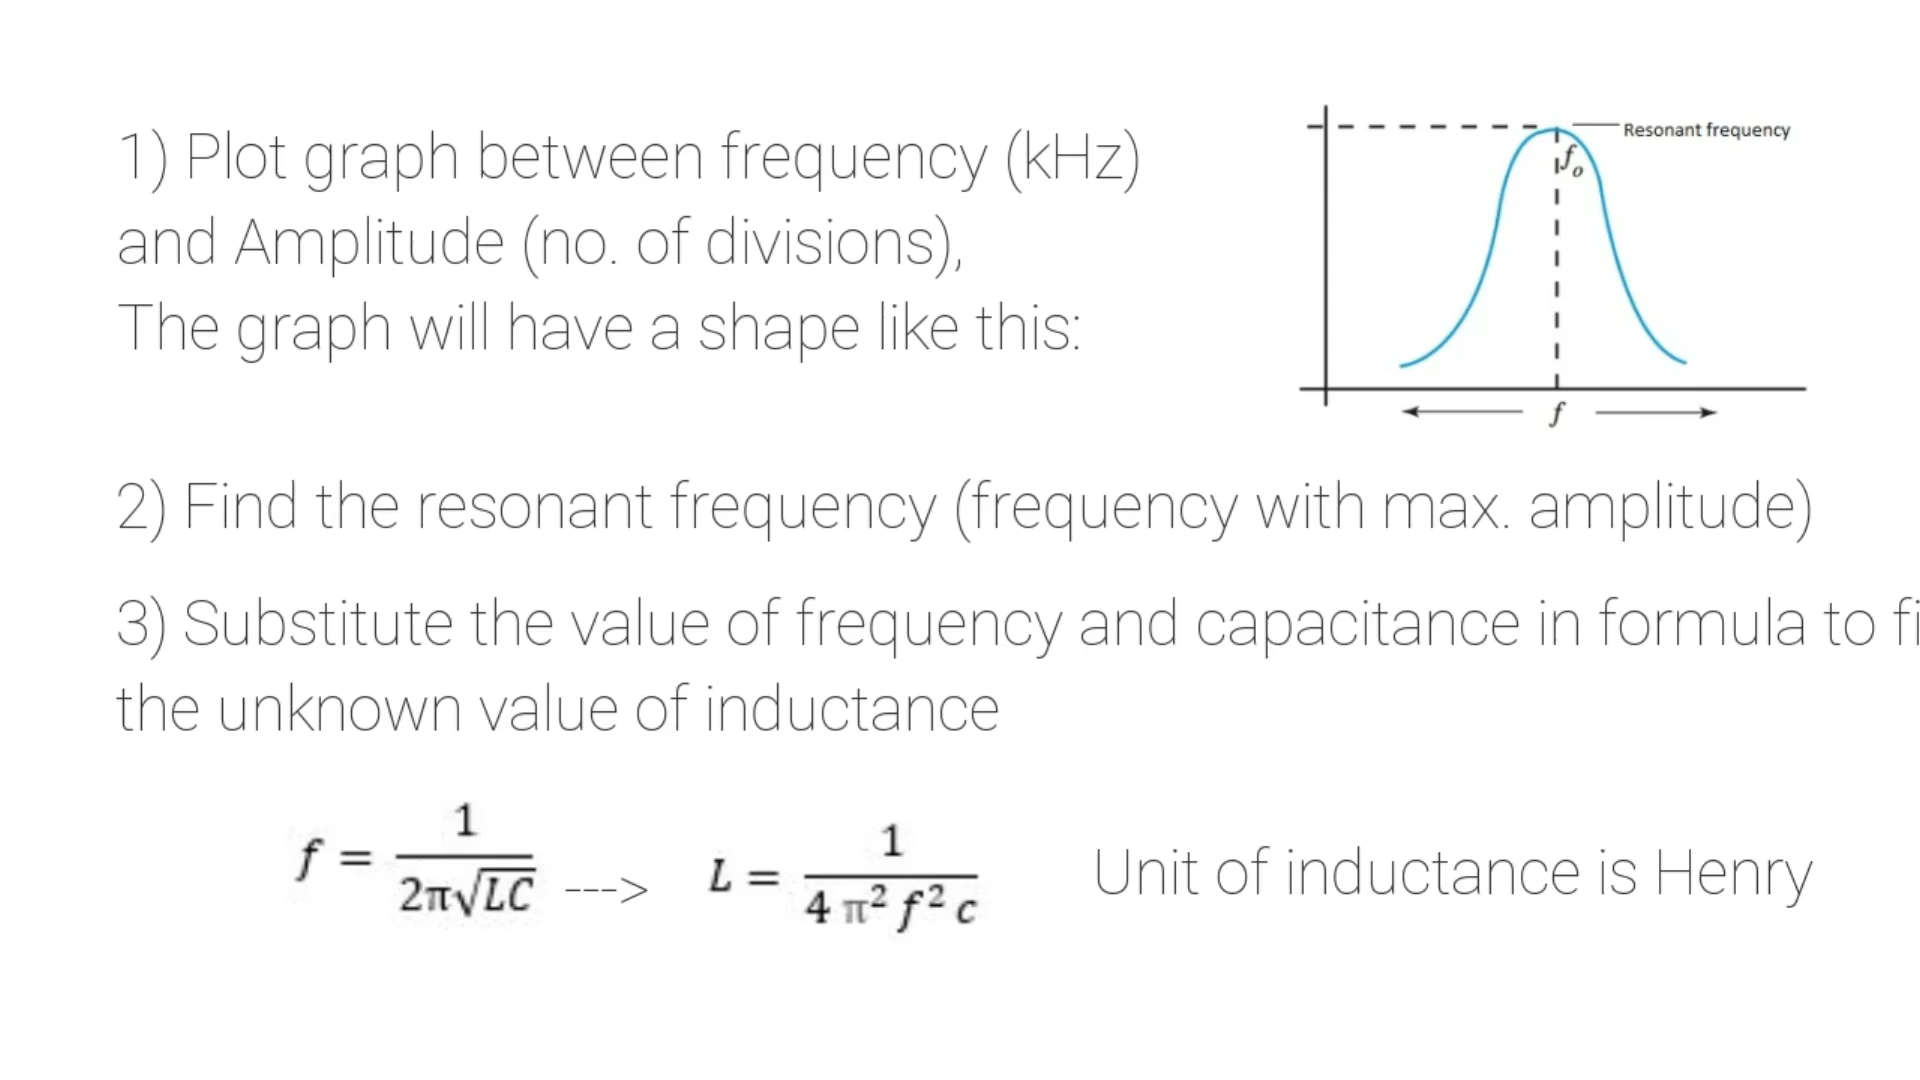 1) Plot graph between frequency (kHz)
and Amplitude (no. of divisions),
The graph will have a shape like this:
Resonant frequency
fₒ
f
2) Find the resonant frequency (frequency with max. amplitude)
3) Substitute the value of frequency and capacitance in formula to fi
the unknown value of inductance
f = 1 / 2π√LC ---> L = 1 / 4 π² f² c
Unit of inductance is Henry